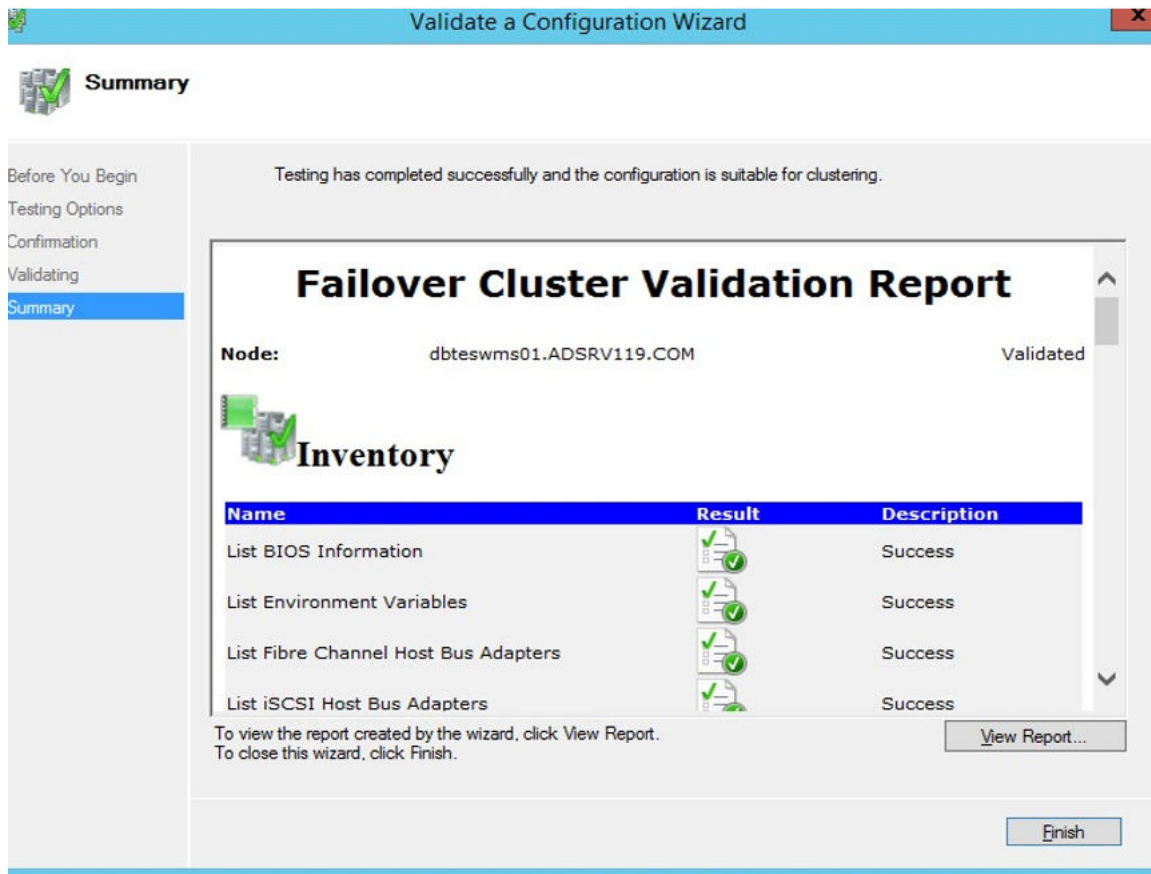 Validate a Configuration Wizard
x
Summary
Before You Begin
Testing Options
Confirmation
Validating
Summary
Testing has completed successfully and the configuration is suitable for clustering.
Failover Cluster Validation Report
Node: dbteswms01.ADSRV119.COM Validated
Inventory
Name Result Description
List BIOS Information Success
List Environment Variables Success
List Fibre Channel Host Bus Adapters Success
List iSCSI Host Bus Adapters Success
To view the report created by the wizard, click View Report.
To close this wizard, click Finish.
View Report...
Finish